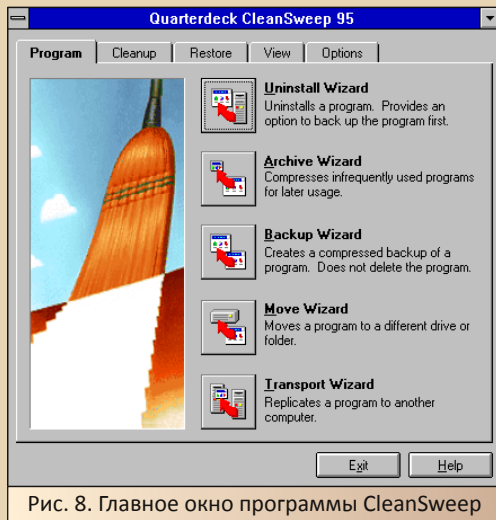 Quarterdeck CleanSweep 95
Program Cleanup Restore View Options
Uninstall Wizard
Uninstalls a program. Provides an
option to back up the program first.
Archive Wizard
Compresses infrequently used programs
for later usage.
Backup Wizard
Creates a compressed backup of a
program. Does not delete the program.
Move Wizard
Moves a program to a different drive or
folder.
Transport Wizard
Replicates a program to another
computer.
Exit Help
Рис. 8. Главное окно программы CleanSweep